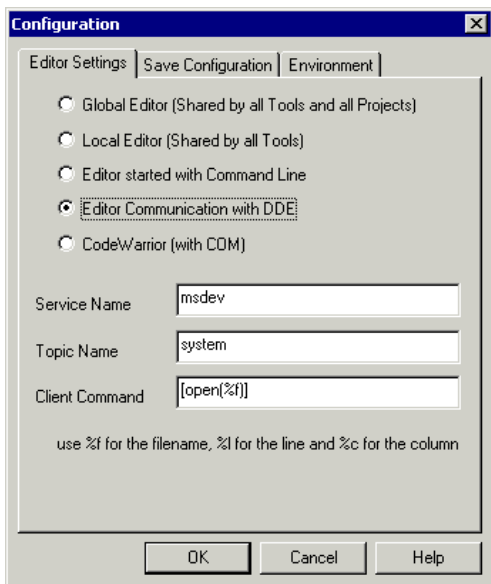 Configuration
Editor Settings Save Configuration Environment
Global Editor (Shared by all Tools and all Projects)
Local Editor (Shared by all Tools)
Editor started with Command Line
Editor Communication with DDE
CodeWarrior (with COM)
Service Name msdev
Topic Name system
Client Command [open(%f)]
use %f for the filename, %l for the line and %c for the column
OK Cancel Help